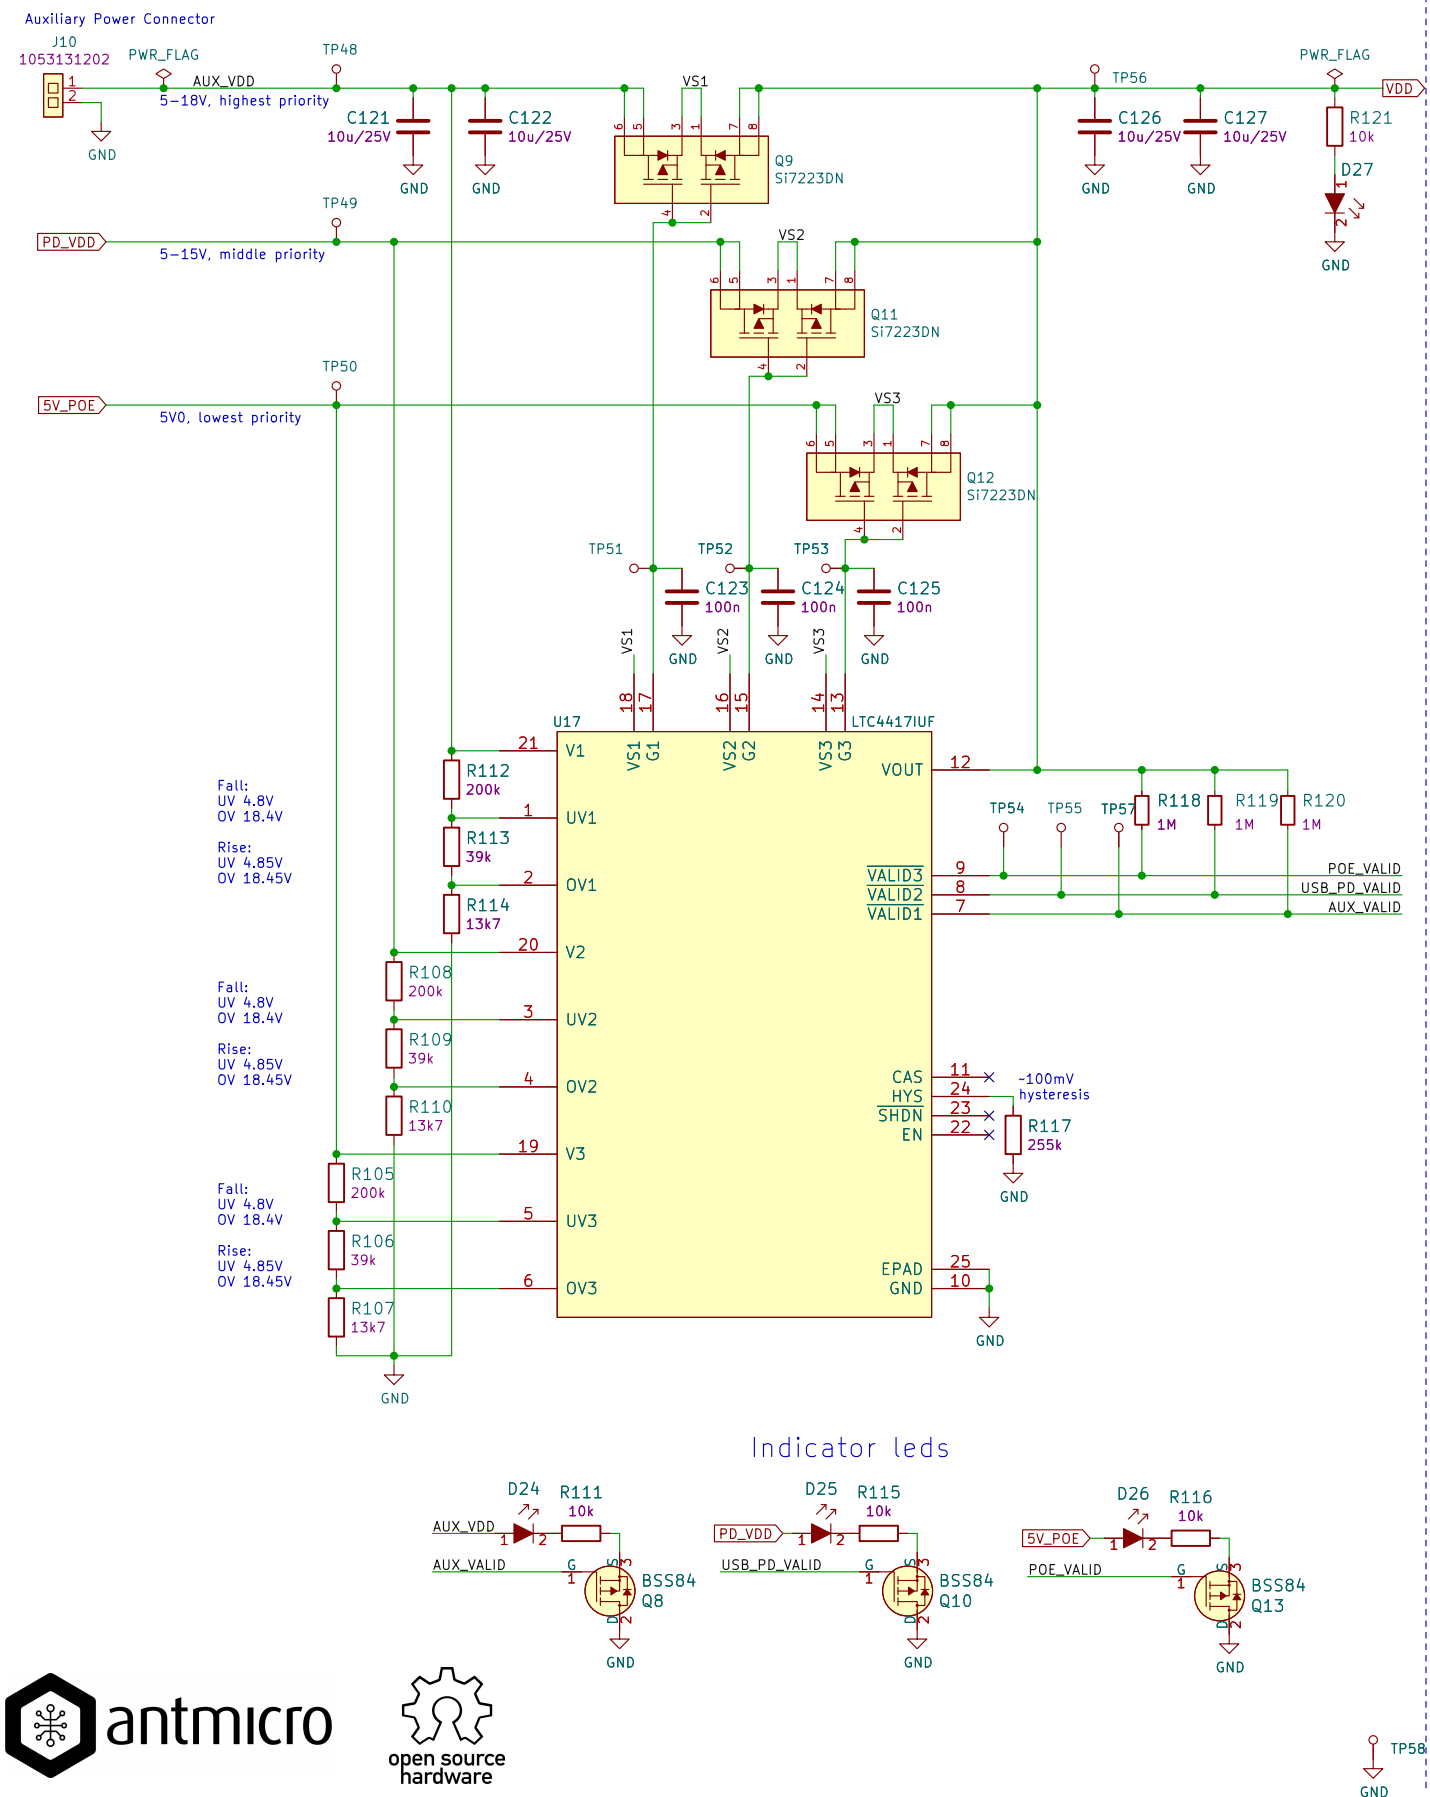 Auxiliary Power Connector
J10
1053131202
1
2
GND
PWR_FLAG
AUX_VDD
5-18V, highest priority
TP48
C121
10u/25V
GND
C122
10u/25V
GND
VS1
6
5
3
1
7
8
4
2
Q9
Si7223DN
TP56
C126
10u/25V
GND
C127
10u/25V
GND
PWR_FLAG
VDD
R121
10k
D27
1
2
GND
PD_VDD
TP49
5-15V, middle priority
VS2
6
5
3
1
7
8
4
2
Q11
Si7223DN
5V_POE
TP50
5V0, lowest priority
VS3
6
5
3
1
7
8
4
2
Q12
Si7223DN
TP51
C123
100n
GND
TP52
C124
100n
GND
TP53
C125
100n
GND
VS1
VS2
VS3
18
17
16
15
14
13
U17
LTC4417IUF
VS1
G1
VS2
G2
VS3
G3
21
V1
1
UV1
2
OV1
20
V2
3
UV2
4
OV2
19
V3
5
UV3
6
OV3
VOUT
12
VALID3
9
VALID2
8
VALID1
7
CAS
11
HYS
24
SHDN
23
EN
22
EPAD
25
GND
10
GND
Fall:
UV 4.8V
OV 18.4V
Rise:
UV 4.85V
OV 18.45V
R112
200k
R113
39k
R114
13k7
Fall:
UV 4.8V
OV 18.4V
Rise:
UV 4.85V
OV 18.45V
R108
200k
R109
39k
R110
13k7
Fall:
UV 4.8V
OV 18.4V
Rise:
UV 4.85V
OV 18.45V
R105
200k
R106
39k
R107
13k7
GND
TP54
TP55
TP57
R118
1M
R119
1M
R120
1M
POE_VALID
USB_PD_VALID
AUX_VALID
~100mV
hysteresis
R117
255k
GND
Indicator leds
AUX_VDD
D24
1
2
R111
10k
AUX_VALID
G
1
S
3
D
2
BSS84
Q8
GND
PD_VDD
D25
1
2
R115
10k
USB_PD_VALID
G
1
S
3
D
2
BSS84
Q10
GND
5V_POE
D26
1
2
R116
10k
POE_VALID
G
1
S
3
D
2
BSS84
Q13
GND
antmicro
open source
hardware
TP58
GND